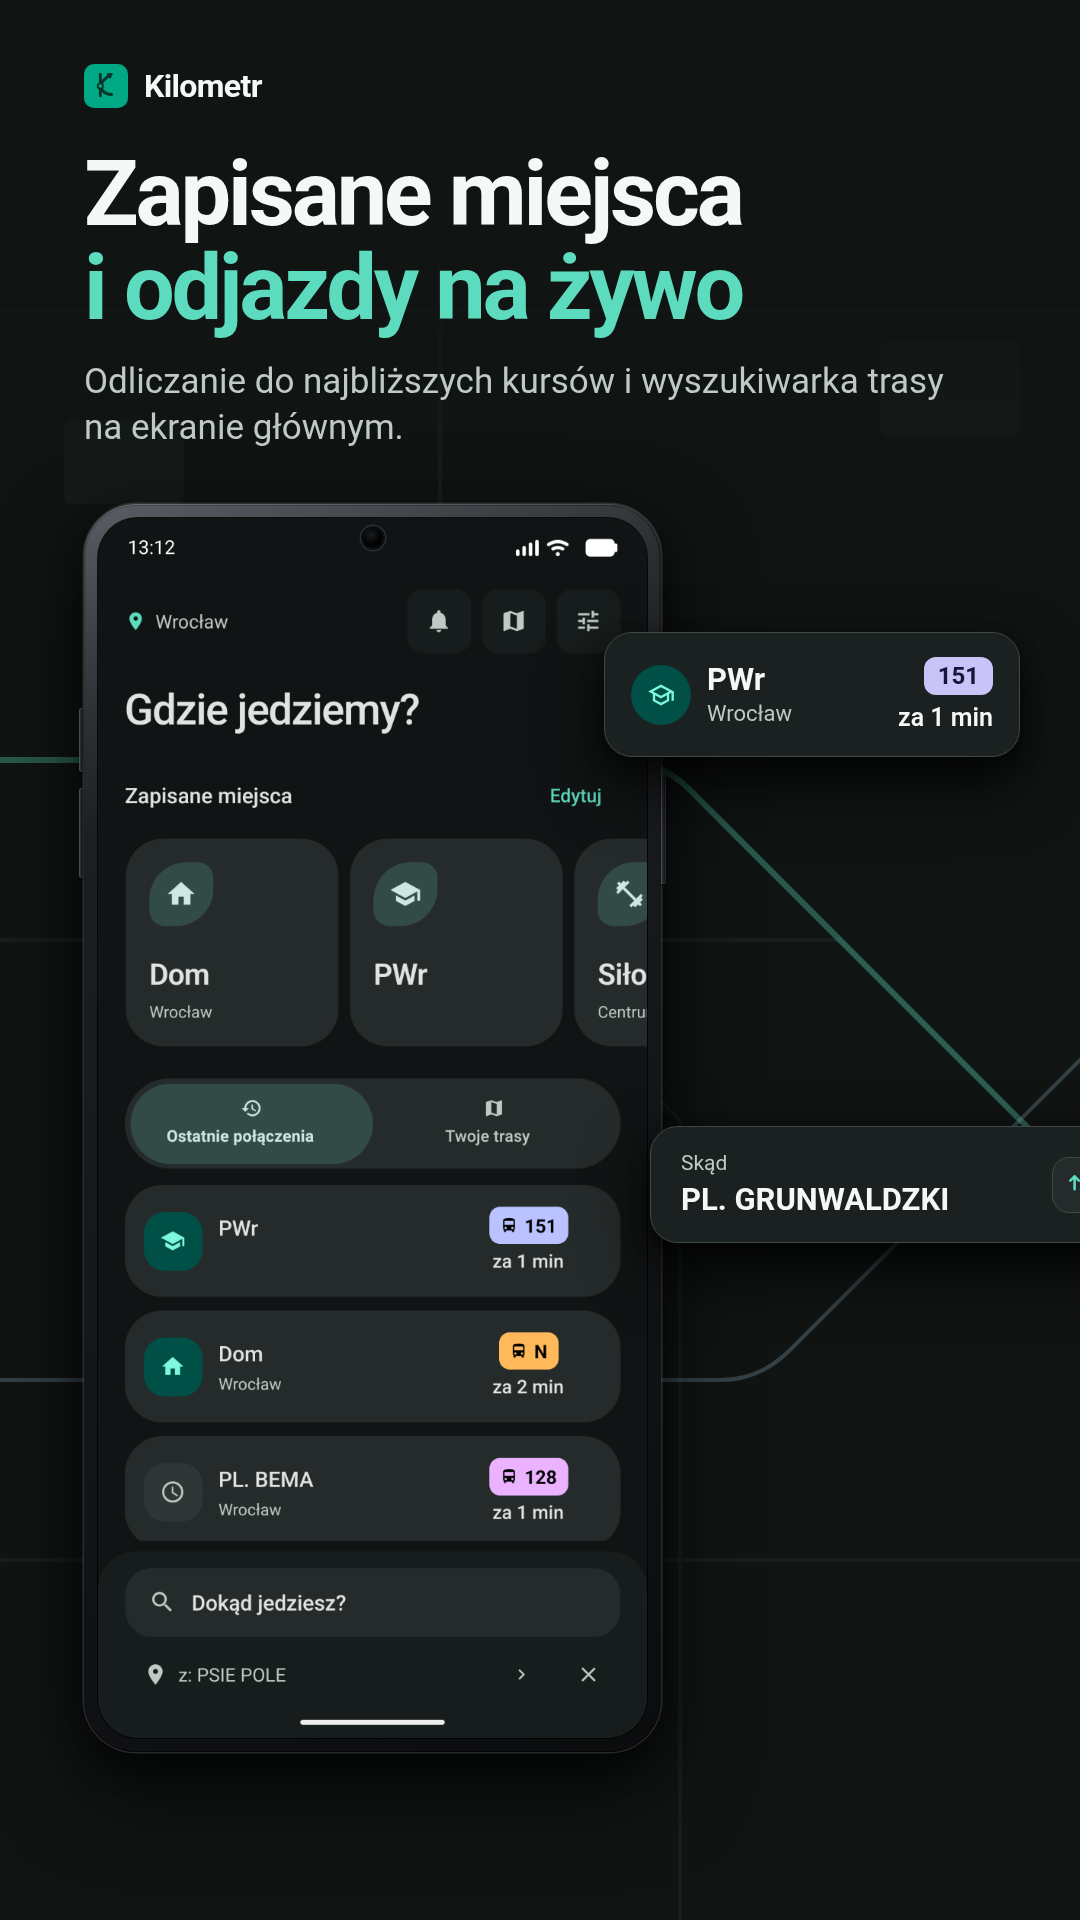 Kilometr
Zapisane miejsca
i odjazdy na żywo
Odliczanie do najbliższych kursów i wyszukiwarka trasy
na ekranie głównym.
13:12
Wrocław
PWr
Wrocław
151
za 1 min
Gdzie jedziemy?
Zapisane miejsca
Edytuj
Dom
Wrocław
PWr
Siło
Centru
Ostatnie połączenia
Twoje trasy
Skąd
PL. GRUNWALDZKI
PWr
151
za 1 min
Dom
Wrocław
N
za 2 min
PL. BEMA
Wrocław
128
za 1 min
Dokąd jedziesz?
z: PSIE POLE